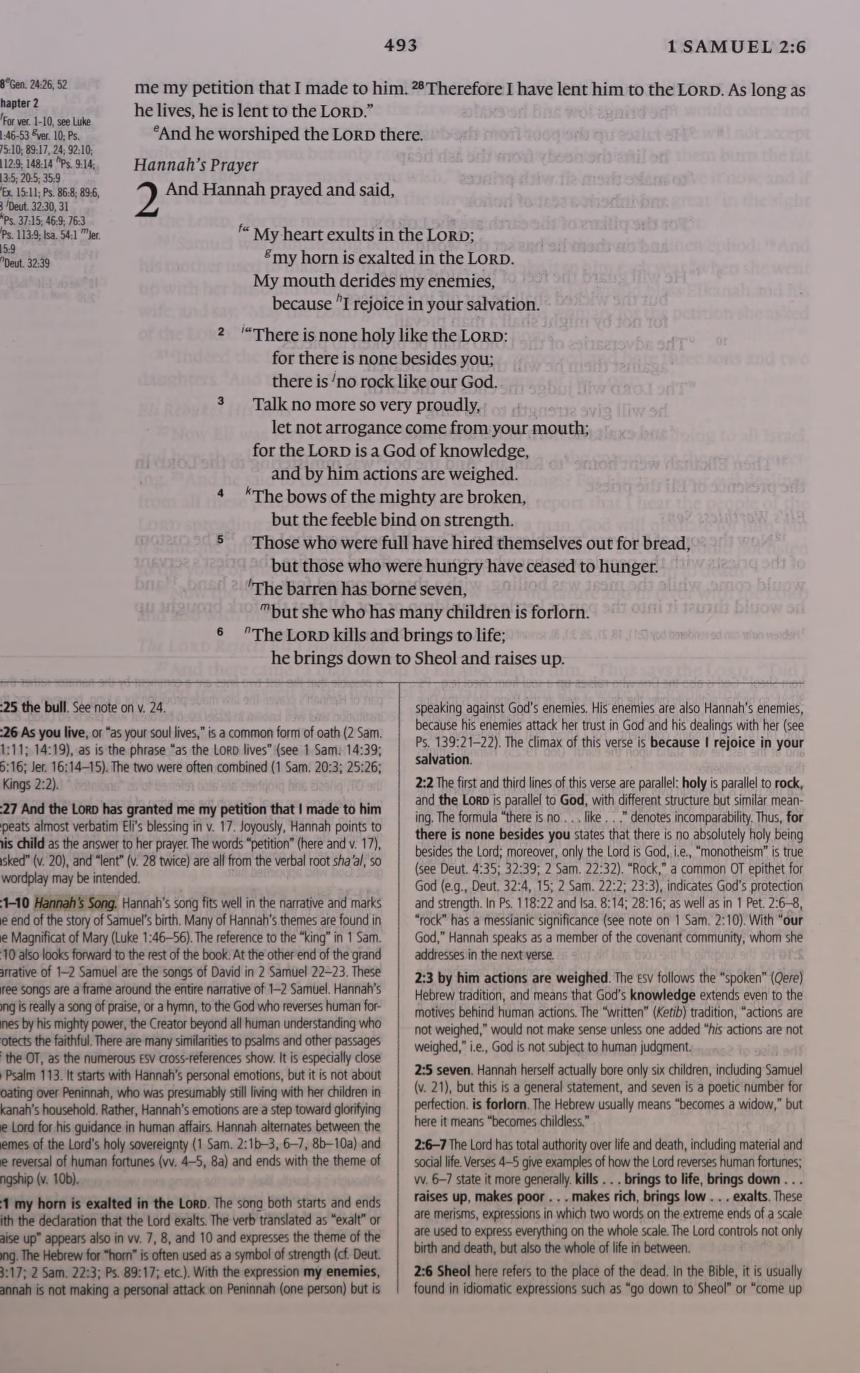 493
1 SAMUEL 2:6
8 eGen. 24:26, 52
hapter 2
fFor ver. 1-10, see Luke
1:46-53 gver. 10; Ps.
75:10; 89:17, 24; 92:10;
112:9; 148:14 hPs. 9:14;
13:5; 20:5; 35:9
iEx. 15:11; Ps. 86:8; 89:6,
8 jDeut. 32:30, 31
kPs. 37:15; 46:9; 76:3
lPs. 113:9; Isa. 54:1 mJer.
15:9
nDeut. 32:39
me my petition that I made to him. 28 Therefore I have lent him to the LORD. As long as
he lives, he is lent to the LORD.”
eAnd he worshiped the LORD there.
Hannah’s Prayer
2 And Hannah prayed and said,
f“ My heart exults in the LORD;
gmy horn is exalted in the LORD.
My mouth derides my enemies,
because hI rejoice in your salvation.
2 i“There is none holy like the LORD:
for there is none besides you;
there is jno rock like our God.
3 Talk no more so very proudly,
let not arrogance come from your mouth;
for the LORD is a God of knowledge,
and by him actions are weighed.
4 kThe bows of the mighty are broken,
but the feeble bind on strength.
5 Those who were full have hired themselves out for bread,
but those who were hungry have ceased to hunger.
lThe barren has borne seven,
mbut she who has many children is forlorn.
6 nThe LORD kills and brings to life;
he brings down to Sheol and raises up.
:25 the bull. See note on v. 24.
:26 As you live, or “as your soul lives,” is a common form of oath (2 Sam.
1:11; 14:19), as is the phrase “as the LORD lives” (see 1 Sam. 14:39;
6:16; Jer. 16:14–15). The two were often combined (1 Sam. 20:3; 25:26;
Kings 2:2).
:27 And the LORD has granted me my petition that I made to him
peats almost verbatim Eli’s blessing in v. 17. Joyously, Hannah points to
his child as the answer to her prayer. The words “petition” (here and v. 17),
asked” (v. 20), and “lent” (v. 28 twice) are all from the verbal root sha’al, so
wordplay may be intended.
:1–10 Hannah’s Song. Hannah’s song fits well in the narrative and marks
e end of the story of Samuel’s birth. Many of Hannah’s themes are found in
e Magnificat of Mary (Luke 1:46–56). The reference to the “king” in 1 Sam.
:10 also looks forward to the rest of the book. At the other end of the grand
arrative of 1–2 Samuel are the songs of David in 2 Samuel 22–23. These
ree songs are a frame around the entire narrative of 1–2 Samuel. Hannah’s
ng is really a song of praise, or a hymn, to the God who reverses human for-
nes by his mighty power, the Creator beyond all human understanding who
otects the faithful. There are many similarities to psalms and other passages
f the OT, as the numerous ESV cross-references show. It is especially close
Psalm 113. It starts with Hannah’s personal emotions, but it is not about
oating over Peninnah, who was presumably still living with her children in
kanah’s household. Rather, Hannah’s emotions are a step toward glorifying
e Lord for his guidance in human affairs. Hannah alternates between the
emes of the Lord’s holy sovereignty (1 Sam. 2:1b–3, 6–7, 8b–10a) and
e reversal of human fortunes (vv. 4–5, 8a) and ends with the theme of
ngship (v. 10b).
:1 my horn is exalted in the LORD. The song both starts and ends
ith the declaration that the Lord exalts. The verb translated as “exalt” or
aise up” appears also in vv. 7, 8, and 10 and expresses the theme of the
ong. The Hebrew for “horn” is often used as a symbol of strength (cf. Deut.
3:17; 2 Sam. 22:3; Ps. 89:17; etc.). With the expression my enemies,
annah is not making a personal attack on Peninnah (one person) but is
speaking against God’s enemies. His enemies are also Hannah’s enemies,
because his enemies attack her trust in God and his dealings with her (see
Ps. 139:21–22). The climax of this verse is because I rejoice in your
salvation.
2:2 The first and third lines of this verse are parallel: holy is parallel to rock,
and the LORD is parallel to God, with different structure but similar mean-
ing. The formula “there is no . . . like . . .” denotes incomparability. Thus, for
there is none besides you states that there is no absolutely holy being
besides the Lord; moreover, only the Lord is God, i.e., “monotheism” is true
(see Deut. 4:35; 32:39; 2 Sam. 22:32). “Rock,” a common OT epithet for
God (e.g., Deut. 32:4, 15; 2 Sam. 22:2; 23:3), indicates God’s protection
and strength. In Ps. 118:22 and Isa. 8:14; 28:16; as well as in 1 Pet. 2:6–8,
“rock” has a messianic significance (see note on 1 Sam. 2:10). With “our
God,” Hannah speaks as a member of the covenant community, whom she
addresses in the next verse.
2:3 by him actions are weighed. The ESV follows the “spoken” (Qere)
Hebrew tradition, and means that God’s knowledge extends even to the
motives behind human actions. The “written” (Ketib) tradition, “actions are
not weighed,” would not make sense unless one added “his actions are not
weighed,” i.e., God is not subject to human judgment.
2:5 seven. Hannah herself actually bore only six children, including Samuel
(v. 21), but this is a general statement, and seven is a poetic number for
perfection. is forlorn. The Hebrew usually means “becomes a widow,” but
here it means “becomes childless.”
2:6–7 The Lord has total authority over life and death, including material and
social life. Verses 4–5 give examples of how the Lord reverses human fortunes;
vv. 6–7 state it more generally. kills . . . brings to life, brings down . . .
raises up, makes poor . . . makes rich, brings low . . . exalts. These
are merisms, expressions in which two words on the extreme ends of a scale
are used to express everything on the whole scale. The Lord controls not only
birth and death, but also the whole of life in between.
2:6 Sheol here refers to the place of the dead. In the Bible, it is usually
found in idiomatic expressions such as “go down to Sheol” or “come up